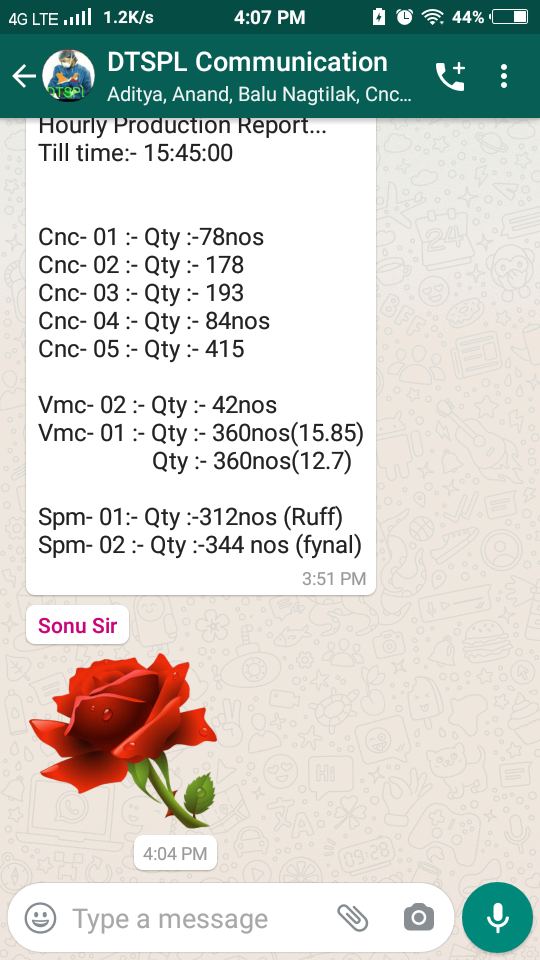 4G LTE 1.2K/s 4:07 PM 44%
DTSPL Communication
Aditya, Anand, Balu Nagtilak, Cnc...
Hourly Production Report...
Till time:- 15:45:00
Cnc- 01 :- Qty :-78nos
Cnc- 02 :- Qty :- 178
Cnc- 03 :- Qty :- 193
Cnc- 04 :- Qty :- 84nos
Cnc- 05 :- Qty :- 415
Vmc- 02 :- Qty :- 42nos
Vmc- 01 :- Qty :- 360nos(15.85)
Qty :- 360nos(12.7)
Spm- 01:- Qty :-312nos (Ruff)
Spm- 02 :- Qty :-344 nos (fynal)
3:51 PM
Sonu Sir
4:04 PM
Type a message